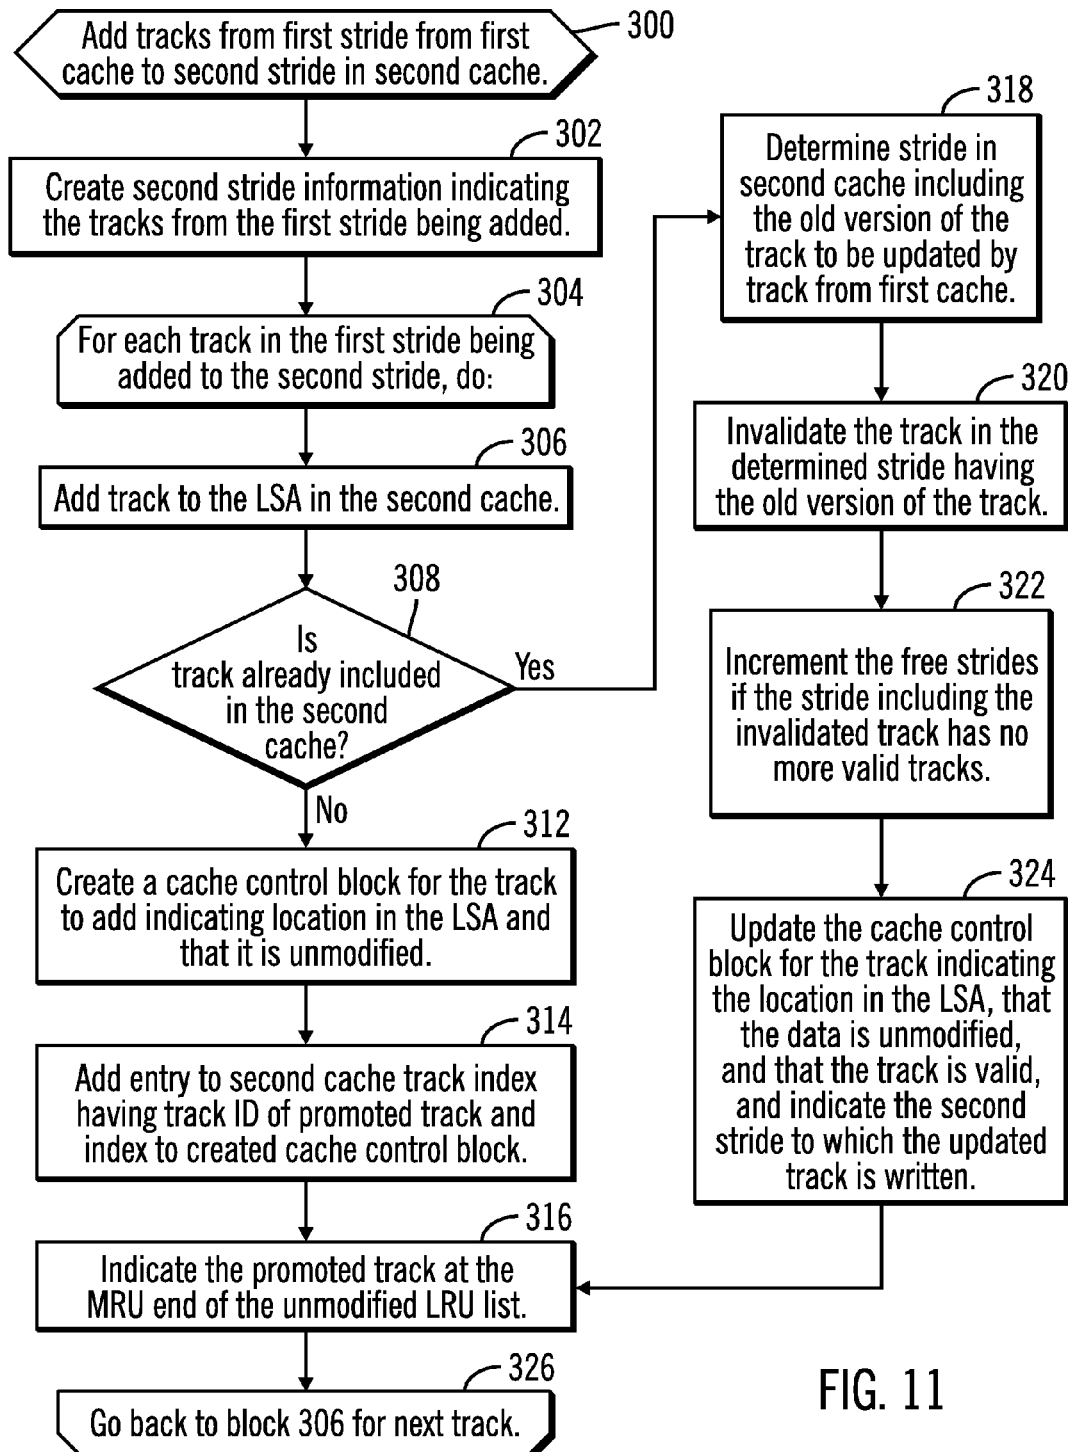 300
Add tracks from first stride from first
cache to second stride in second cache.
302
Create second stride information indicating
the tracks from the first stride being added.
304
For each track in the first stride being
added to the second stride, do:
306
Add track to the LSA in the second cache.
308
Is
track already included
in the second
cache?
Yes
No
312
Create a cache control block for the track
to add indicating location in the LSA and
that it is unmodified.
314
Add entry to second cache track index
having track ID of promoted track and
index to created cache control block.
316
Indicate the promoted track at the
MRU end of the unmodified LRU list.
326
Go back to block 306 for next track.
318
Determine stride in
second cache including
the old version of the
track to be updated by
track from first cache.
320
Invalidate the track in the
determined stride having
the old version of the track.
322
Increment the free strides
if the stride including the
invalidated track has no
more valid tracks.
324
Update the cache control
block for the track indicating
the location in the LSA, that
the data is unmodified,
and that the track is valid,
and indicate the second
stride to which the updated
track is written.
FIG. 11